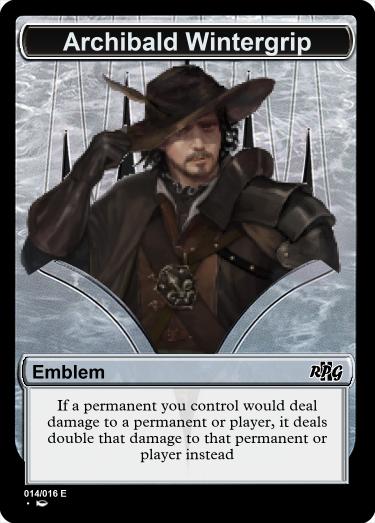 Archibald Wintergrip
Emblem
RPG
If a permanent you control would deal
damage to a permanent or player, it deals
double that damage to that permanent or
player instead
014/016 E